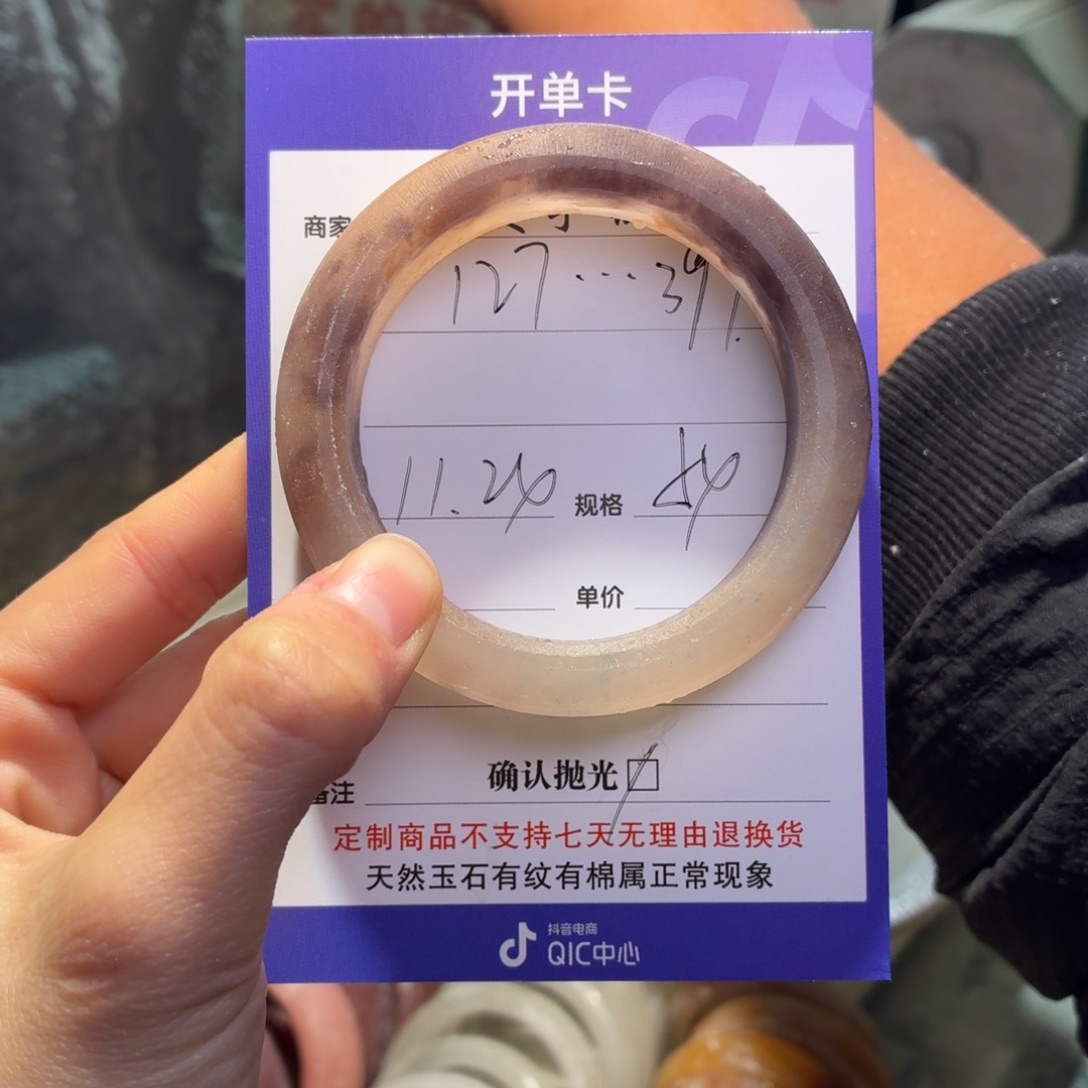 开单卡
商家
127...391.
11.24 规格 54
单价
备注 确认抛光
定制商品不支持七天无理由退换货
天然玉石有纹有棉属正常现象
抖音电商
QIC中心